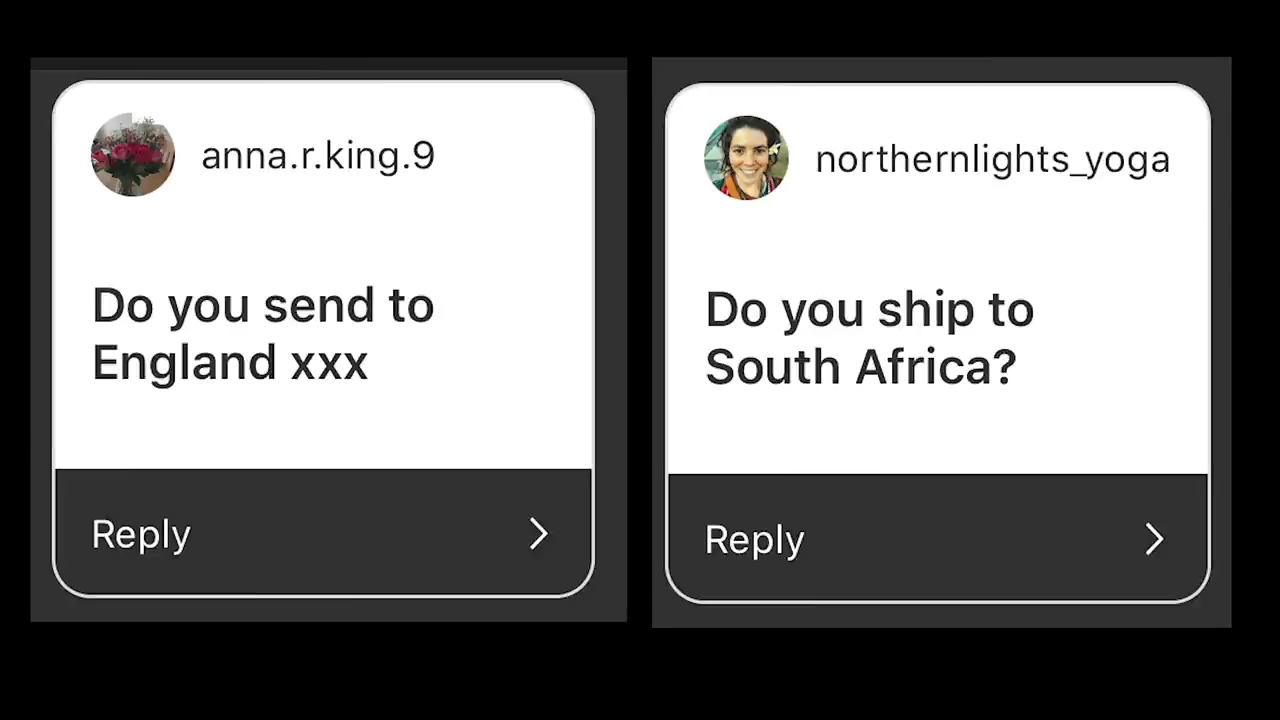 anna.r.king.9
Do you send to
England xxx
Reply
northernlights_yoga
Do you ship to
South Africa?
Reply